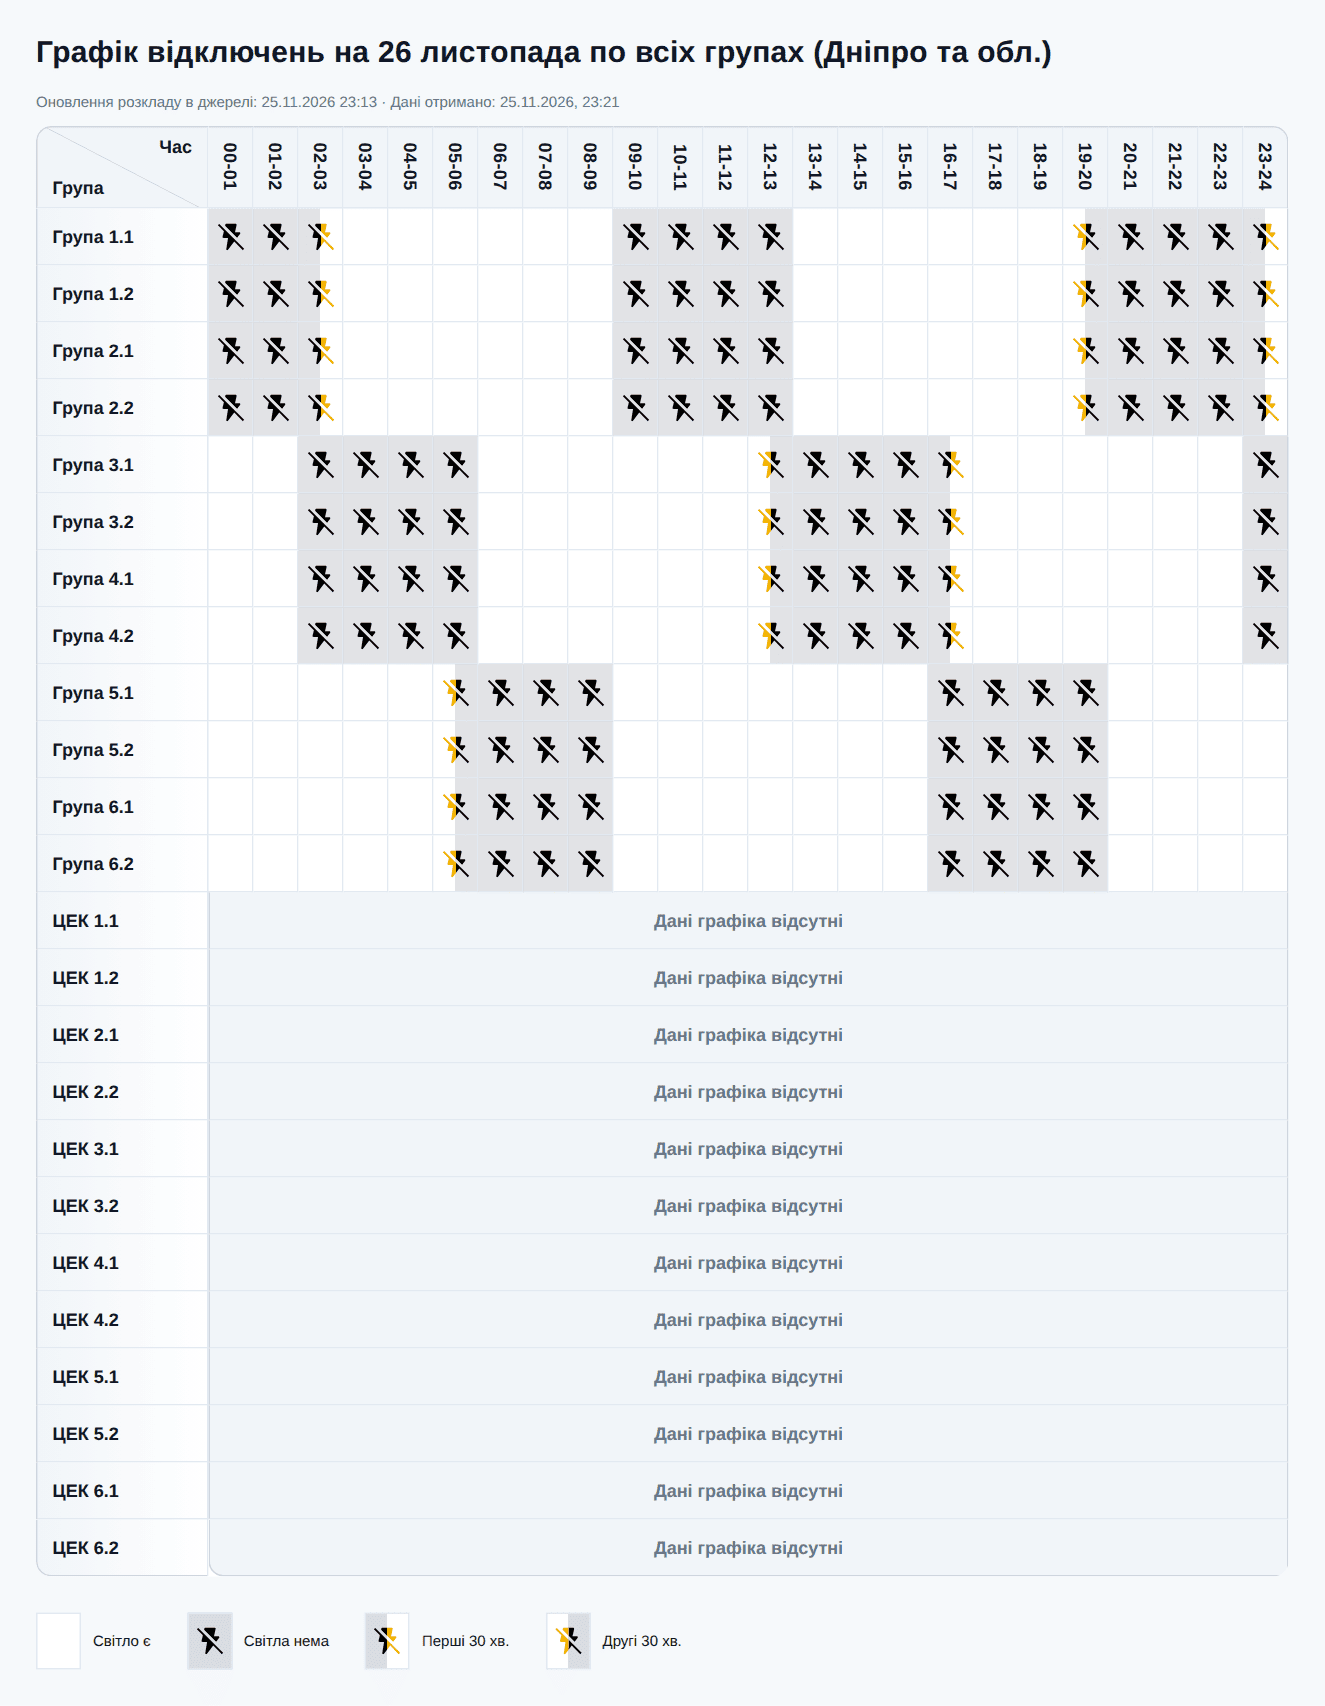 Графік відключень на 26 листопада по всіх групах (Дніпро та обл.)
Оновлення розкладу в джерелі: 25.11.2026 23:13 · Дані отримано: 25.11.2026, 23:21
Час
Група
00-01 01-02 02-03 03-04 04-05 05-06 06-07 07-08 08-09 09-10 10-11 11-12 12-13 13-14 14-15 15-16 16-17 17-18 18-19 19-20 20-21 21-22 22-23 23-24
Група 1.1
Група 1.2
Група 2.1
Група 2.2
Група 3.1
Група 3.2
Група 4.1
Група 4.2
Група 5.1
Група 5.2
Група 6.1
Група 6.2
ЦЕК 1.1 Дані графіка відсутні
ЦЕК 1.2 Дані графіка відсутні
ЦЕК 2.1 Дані графіка відсутні
ЦЕК 2.2 Дані графіка відсутні
ЦЕК 3.1 Дані графіка відсутні
ЦЕК 3.2 Дані графіка відсутні
ЦЕК 4.1 Дані графіка відсутні
ЦЕК 4.2 Дані графіка відсутні
ЦЕК 5.1 Дані графіка відсутні
ЦЕК 5.2 Дані графіка відсутні
ЦЕК 6.1 Дані графіка відсутні
ЦЕК 6.2 Дані графіка відсутні
Світло є Світла нема Перші 30 хв. Другі 30 хв.